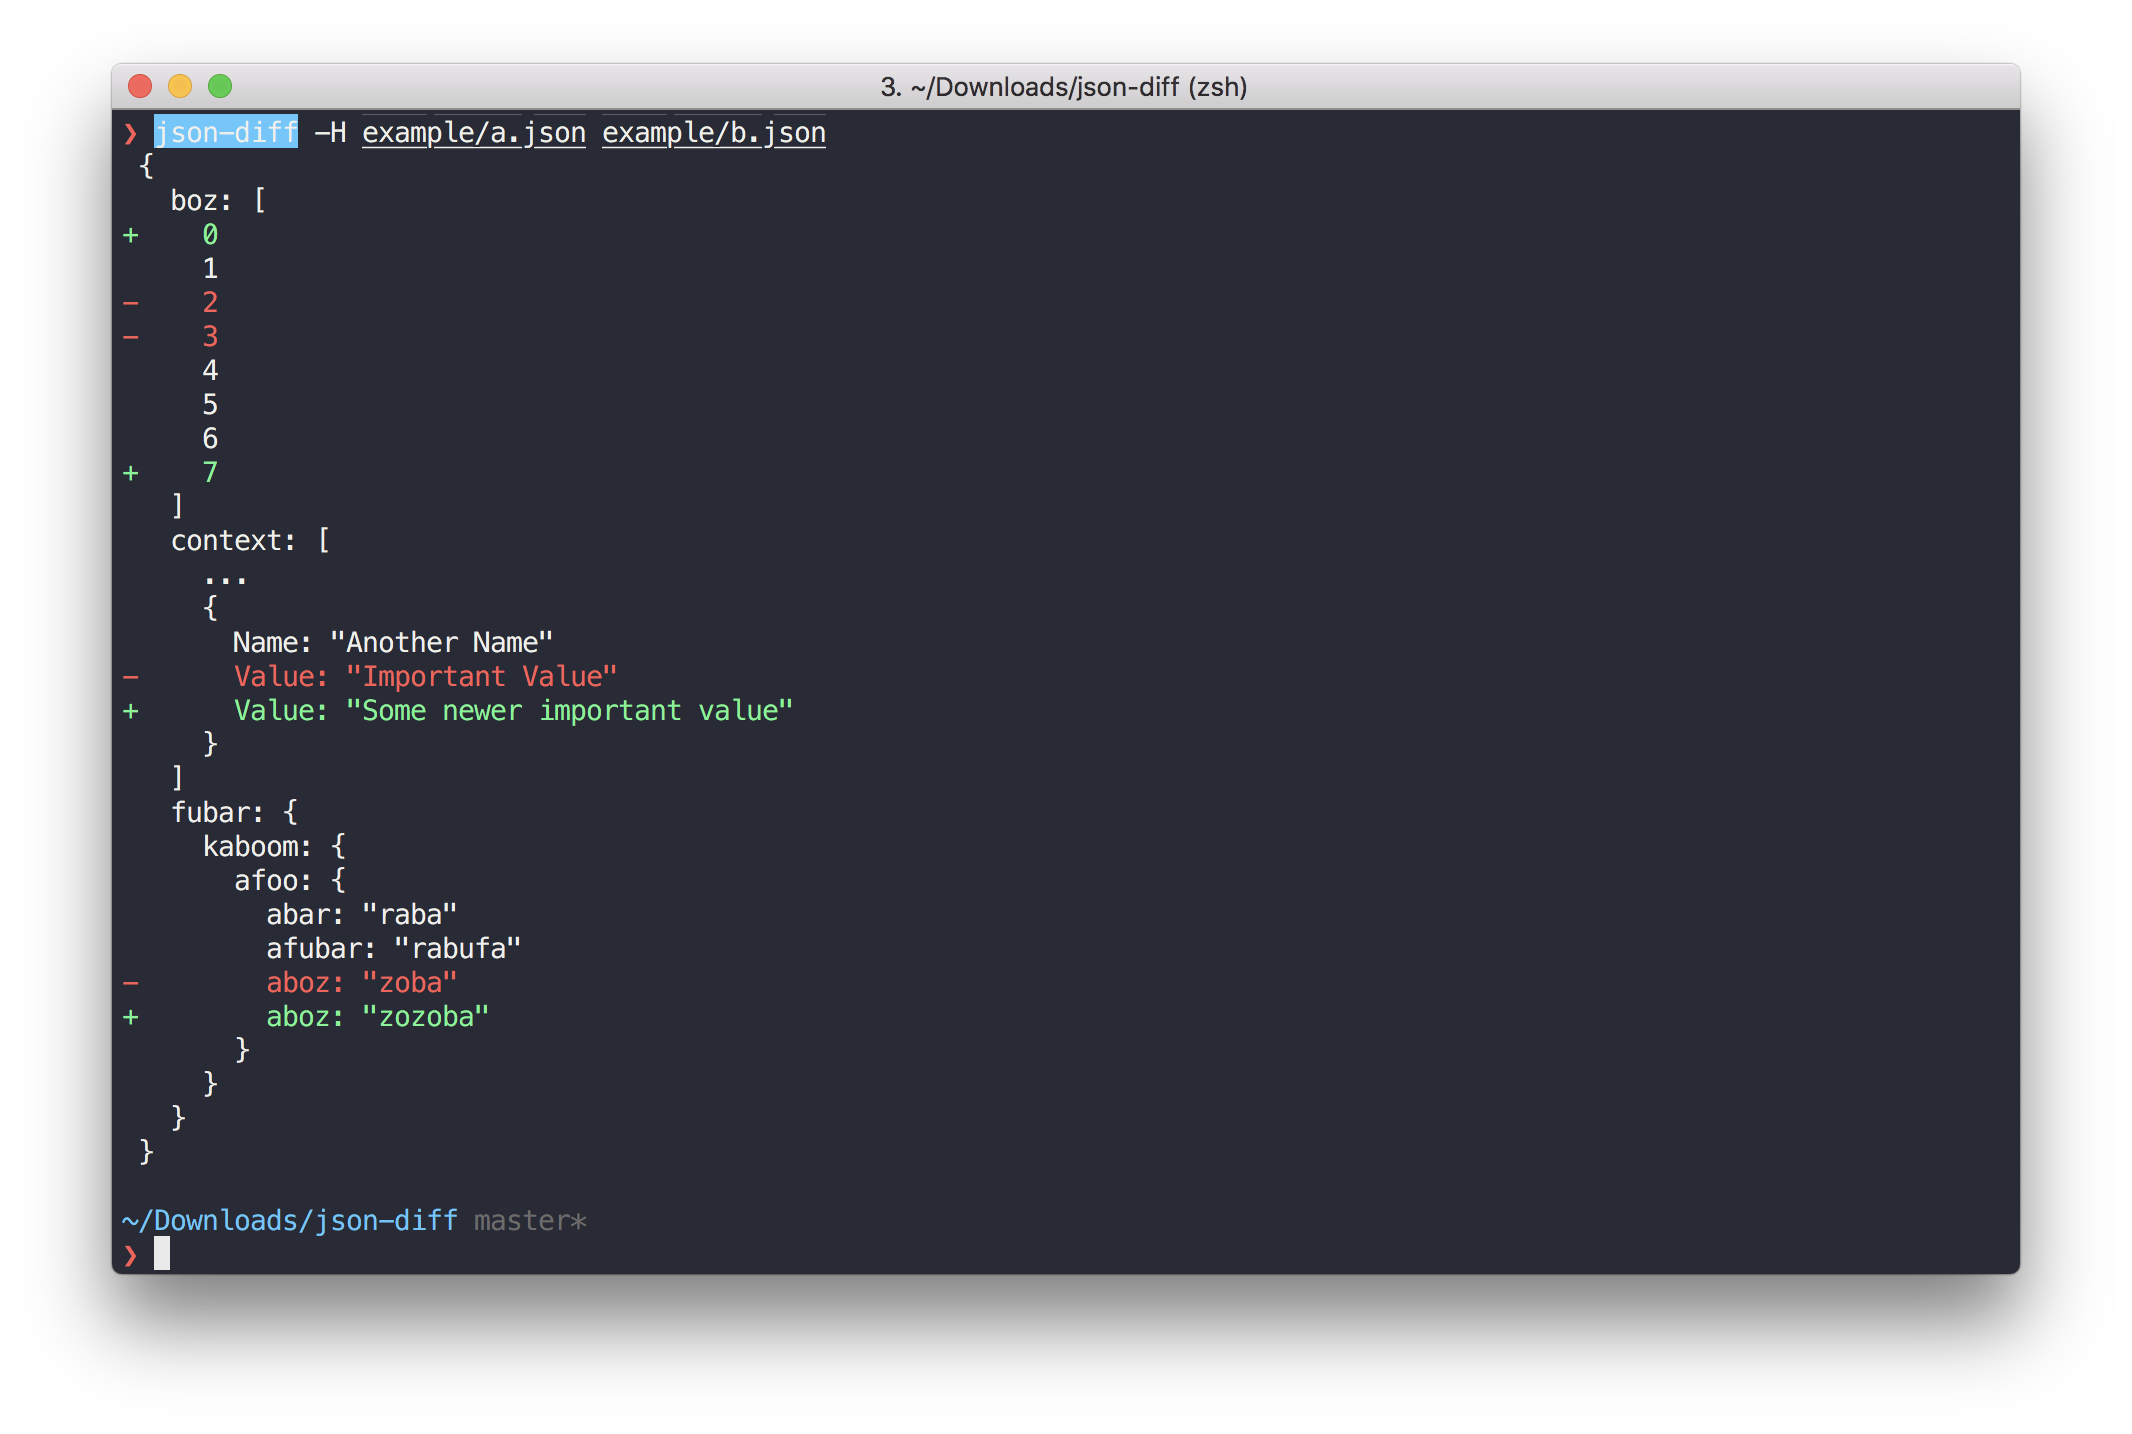 3. ~/Downloads/json-diff (zsh)
❯ json-diff -H example/a.json example/b.json
 {
   boz: [
+    0
     1
-    2
-    3
     4
     5
     6
+    7
   ]
   context: [
     ...
     {
       Name: "Another Name"
-      Value: "Important Value"
+      Value: "Some newer important value"
     }
   ]
   fubar: {
     kaboom: {
       afoo: {
         abar: "raba"
         afubar: "rabufa"
-        aboz: "zoba"
+        aboz: "zozoba"
       }
     }
   }
 }
~/Downloads/json-diff master*
❯